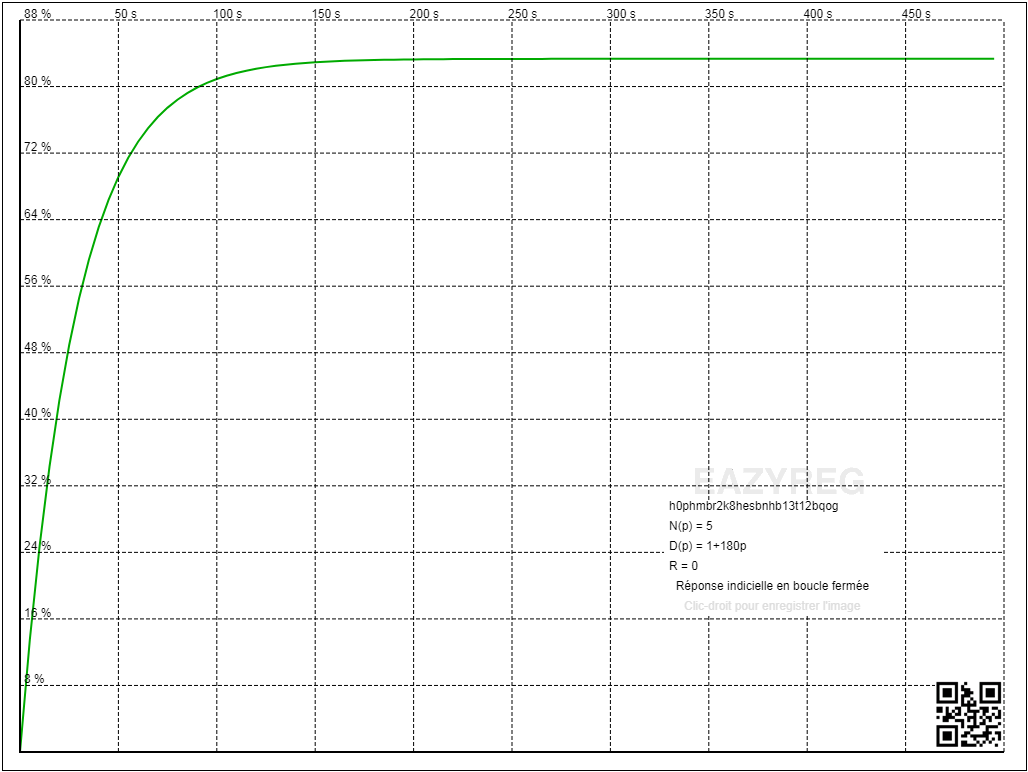 88 % 50 s 100 s 150 s 200 s 250 s 300 s 350 s 400 s 450 s
80 %
72 %
64 %
56 %
48 %
40 %
32 %
24 %
16 %
8 %
EAZYREG
h0phmbr2k8hesbnhb13t12bqog
N(p) = 5
D(p) = 1+180p
R = 0
Réponse indicielle en boucle fermée
Clic-droit pour enregistrer l'image